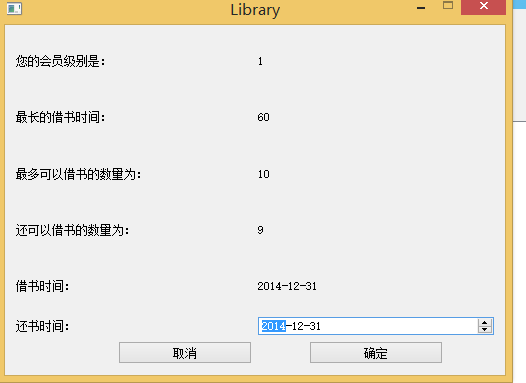 Library
您的会员级别是: 1
最长的借书时间: 60
最多可以借书的数量为: 10
还可以借书的数量为: 9
借书时间: 2014-12-31
还书时间: 2014-12-31
取消 确定